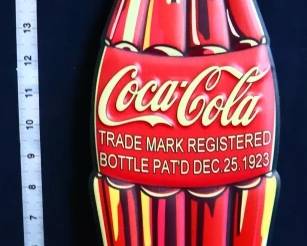 Coca-Cola
TRADE MARK REGISTERED
BOTTLE PAT'D DEC. 25. 1923
13
12
11
10
9
8
7